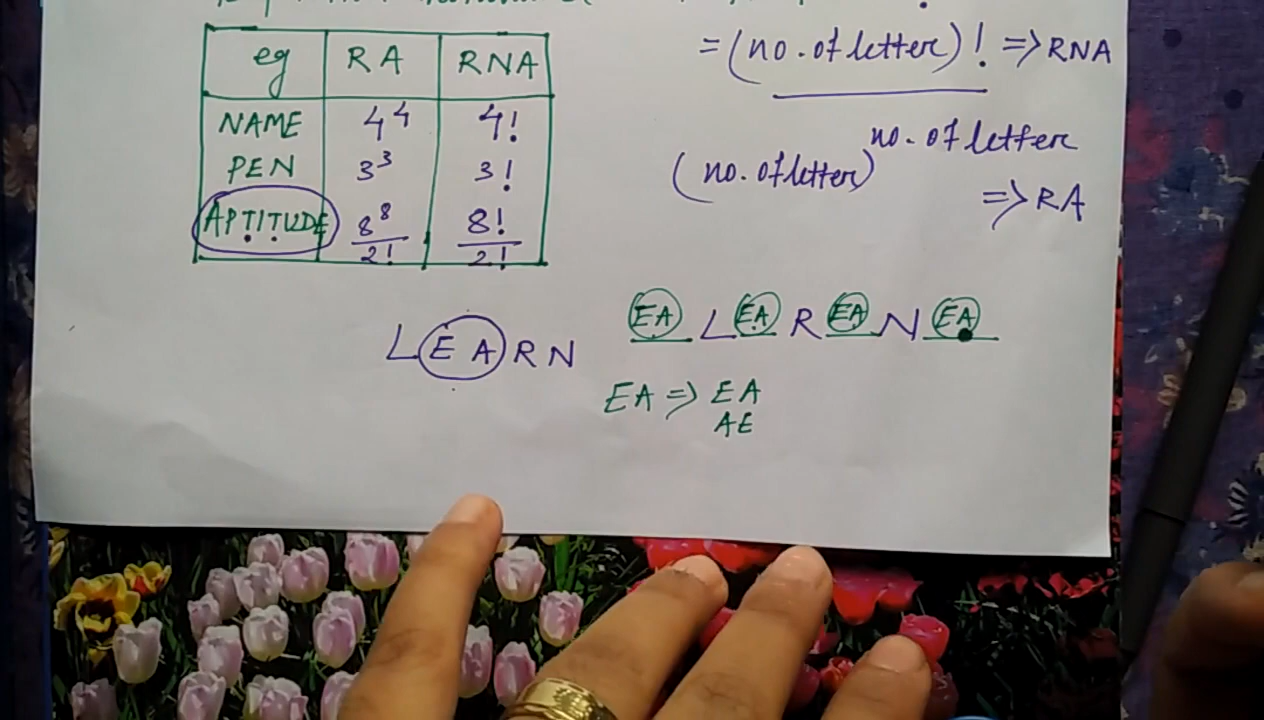 eg RA RNA
NAME 4⁴ 4!
PEN 3³ 3!
APTITUDE 8⁸/2! 8!/2!
= (no. of letter)! => RNA
(no. of letter)^no. of letter
=> RA
LEARN
EA L EA R EA N EA
EA => EA
AE